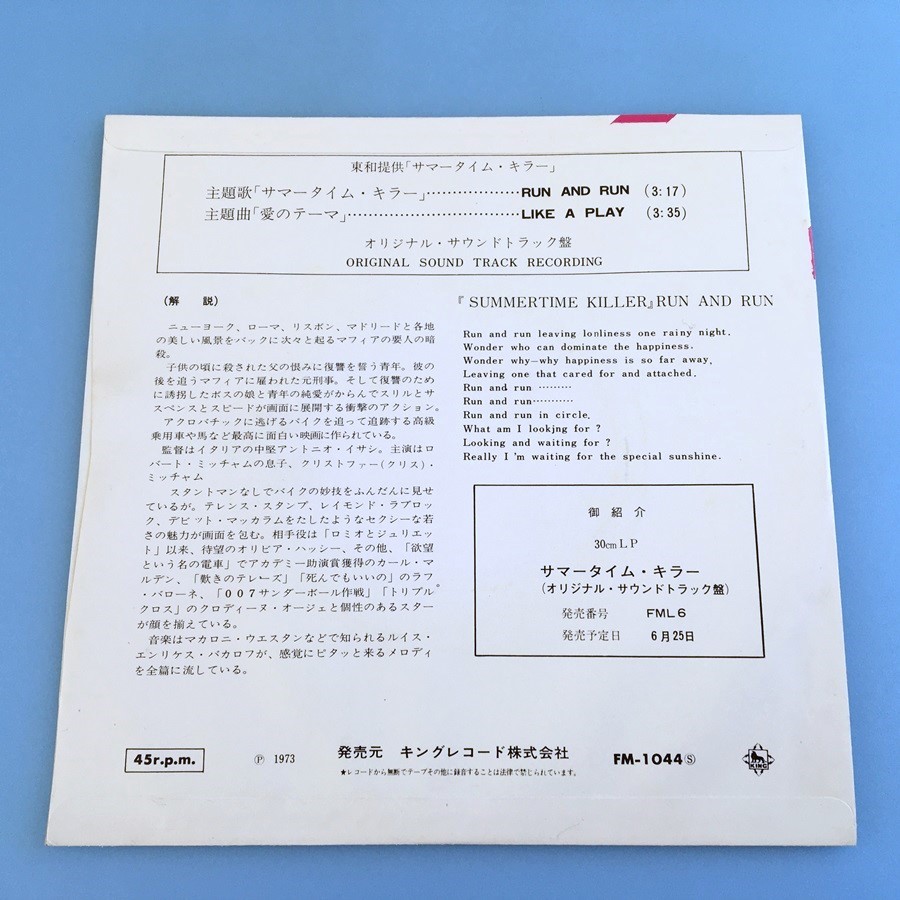 東和提供「サマータイム・キラー」
主題歌「サマータイム・キラー」‥‥‥‥‥‥‥RUN AND RUN (3:17)
主題曲「愛のテーマ」‥‥‥‥‥‥‥‥‥‥‥‥‥LIKE A PLAY (3:35)
オリジナル・サウンドトラック盤
ORIGINAL SOUND TRACK RECORDING
(解 説)
ニューヨーク、ローマ、リスボン、マドリードと各地
の美しい風景をバックに次々と起るマフィアの要人の暗
殺。
子供の頃に殺された父の恨みに復讐を誓う青年。彼の
後を追うマフィアに雇われた元刑事。そして復讐のため
に誘拐したボスの娘と青年の純愛がからんでスリルとサ
スペンスとスピードが画面に展開する衝撃のアクション。
アクロバチックに逃げるバイクを追って追跡する高級
乗用車や馬など最高に面白い映画に作られている。
監督はイタリアの中堅アントニオ・イサシ。主演はロ
バート・ミッチャムの息子、クリストファー(クリス)・
ミッチャム
スタントマンなしでバイクの妙技をふんだんに見せ
ているが。テレンス・スタンプ、レイモンド・ラブロッ
ク、デビット・マッカラムをたしたようなセクシーな若
さの魅力が画面を包む。相手役は「ロミオとジュリエッ
ト」以来、待望のオリビア・ハッシー、その他、「欲望
という名の電車」でアカデミー助演賞獲得のカール・マ
ルデン、「歎きのテレーズ」「死んでもいいの」のラフ
・バローネ、「007サンダーボール作戦」「トリプル
クロス」のクロディーヌ・オージェと個性のあるスター
が顔を揃えている。
音楽はマカロニ・ウエスタンなどで知られるルイス・
エンリケス・バカロフが、感覚にピタッと来るメロディ
を全篇に流している。
『SUMMERTIME KILLER』RUN AND RUN
Run and run leaving lonliness one rainy night.
Wonder who can dominate the happiness.
Wonder why—why happiness is so far away,
Leaving one that cared for and attached.
Run and run ………
Run and run…………
Run and run in circle.
What am I lookjng for ?
Looking and waiting for ?
Really I'm waiting for the special sunshine.
御紹介
30cmLP
サマータイム・キラー
(オリジナル・サウンドトラック盤)
発売番号 FML6
発売予定日 6月25日
45r.p.m.
Ⓟ 1973
発売元 キングレコード株式会社
★レコードから無断でテープその他に録音することは法律で禁じられています。
FM-1044Ⓢ
KING